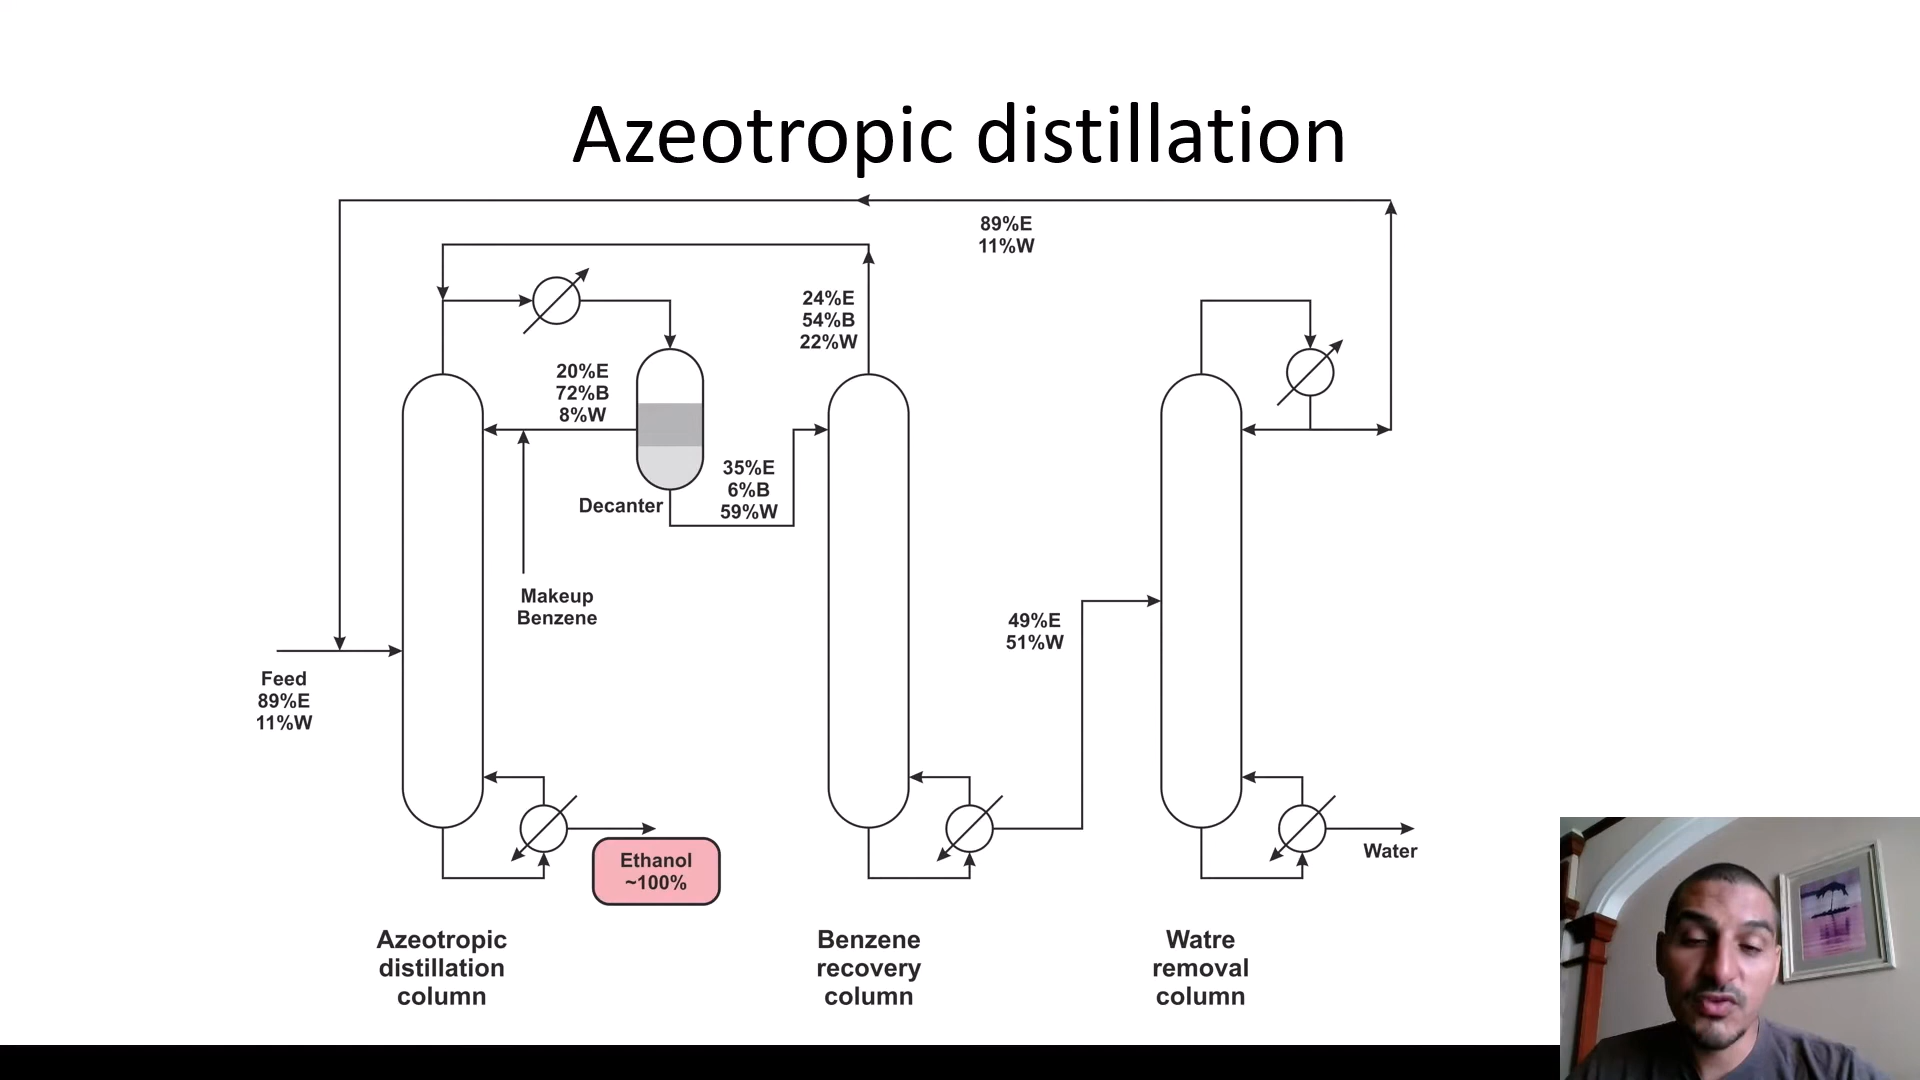 Azeotropic distillation
89%E
11%W
24%E
54%B
22%W
20%E
72%B
8%W
35%E
6%B
59%W
Decanter
Makeup
Benzene
49%E
51%W
Feed
89%E
11%W
Ethanol
~100%
Water
Azeotropic
distillation
column
Benzene
recovery
column
Watre
removal
column